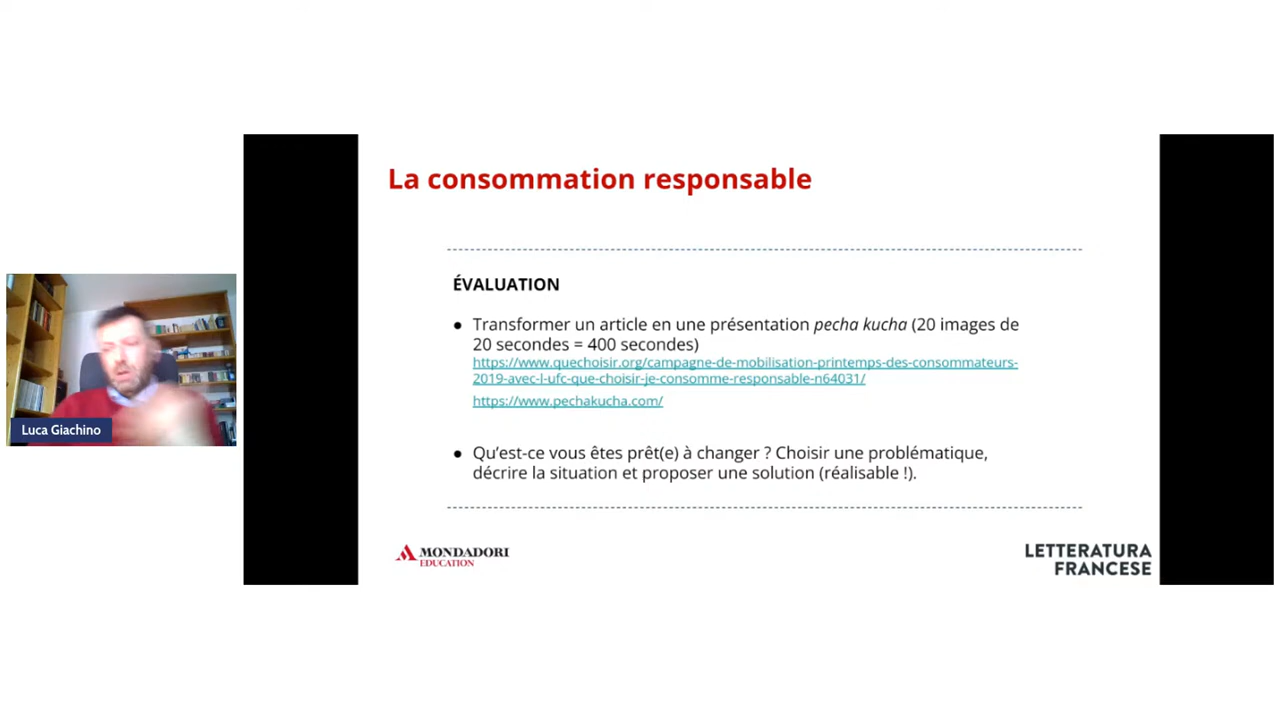 La consommation responsable
ÉVALUATION
● Transformer un article en une présentation pecha kucha (20 images de
20 secondes = 400 secondes)
https://www.quechoisir.org/campagne-de-mobilisation-printemps-des-consommateurs-
2019-avec-l-ufc-que-choisir-je-consomme-responsable-n64031/
https://www.pechakucha.com/
● Qu’est-ce vous êtes prêt(e) à changer ? Choisir une problématique,
décrire la situation et proposer une solution (réalisable !).
Luca Giachino
MONDADORI
EDUCATION
LETTERATURA
FRANCESE